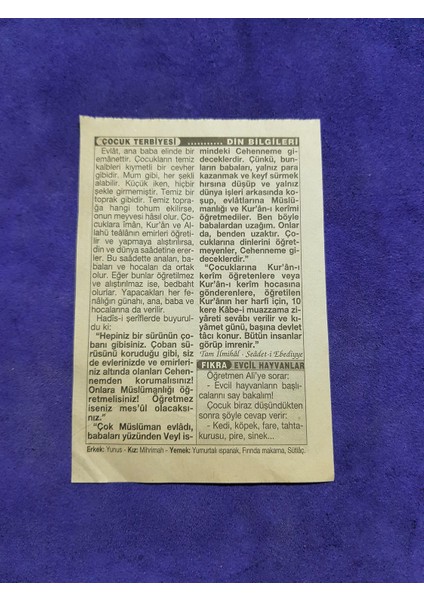 ÇOCUK TERBİYESİ ........... DİN BİLGİLERİ
Evlât, ana baba elinde bir
emânettir. Çocukların temiz
kalbleri kıymetli bir cevher
gibidir. Mum gibi, her şekli
alabilir. Küçük iken, hiçbir
şekle girmemiştir. Temiz bir
toprak gibidir. Temiz topra-
ğa hangi tohum ekilirse,
onun meyvesi hâsıl olur. Ço-
cuklara îmân, Kur'ân ve Al-
lahü teâlânın emirleri öğreti-
lir ve yapmaya alıştırılırsa,
din ve dünya saâdetine erer-
ler. Bu saâdette anaları, ba-
baları ve hocaları da ortak
olur. Eğer bunlar öğretilmez
ve alıştırılmaz ise, bedbaht
olurlar. Yapacakları her fe-
nâlığın günahı, ana, baba ve
hocalarına da verilir.
Hadîs-i şerîflerde buyurul-
du ki:
"Hepiniz bir sürünün ço-
banı gibisiniz. Çoban sü-
rüsünü koruduğu gibi, siz
de evlerinizde ve emirleri-
niz altında olanları Cehen-
nemden korumalısınız!
Onlara Müslümanlığı öğ-
retmelisiniz! Öğretmez
iseniz mes'ûl olacaksı-
nız."
"Çok Müslüman evlâdı,
babaları yüzünden Veyl is-
mindeki Cehenneme gi-
deceklerdir. Çünkü, bun-
ların babaları, yalnız para
kazanmak ve keyf sürmek
hırsına düşüp ve yalnız
dünya işleri arkasında ko-
şup, evlâtlarına Müslü-
manlığı ve Kur'ân-ı kerîmi
öğretmediler. Ben böyle
babalardan uzağım. Onlar
da, benden uzaktır. Ço-
cuklarına dinlerini öğret-
meyenler, Cehenneme gi-
deceklerdir."
"Çocuklarına Kur'ân-ı
kerîm öğretenlere veya
Kur'ân-ı kerîm hocasına
gönderenlere, öğretilen
Kur'ânın her harfi için, 10
kere Kâbe-i muazzama zi-
yâreti sevâbı verilir ve kı-
yâmet günü, başına devlet
tâcı konur. Bütün insanlar
görüp imrenir."
Tam İlmihâl - Seâdet-i Ebediyye
FIKRA EVCİL HAYVANLAR
Öğretmen Ali'ye sorar:
- Evcil hayvanların başlı-
calarını say bakalım!
Çocuk biraz düşündükten
sonra şöyle cevap verir:
- Kedi, köpek, fare, tahta-
kurusu, pire, sinek...
Erkek: Yunus - Kız: Mihrimah - Yemek: Yumurtalı ıspanak, Fırında makarna, Sütlâç.